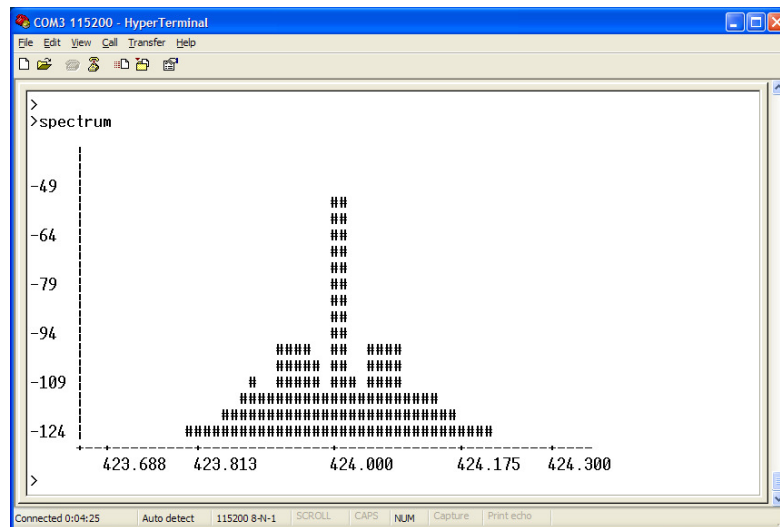 COM3 115200 - HyperTerminal
File Edit View Call Transfer Help
>
>spectrum
-49
##
##
-64 ##
##
##
-79 ##
##
##
-94 ##
#### ## ####
##### ## ####
-109 # ##### ### ####
######################
##########################
-124 ##################################
423.688 423.813 424.000 424.175 424.300
>
Connected 0:04:25 Auto detect 115200 8-N-1 SCROLL CAPS NUM Capture Print echo